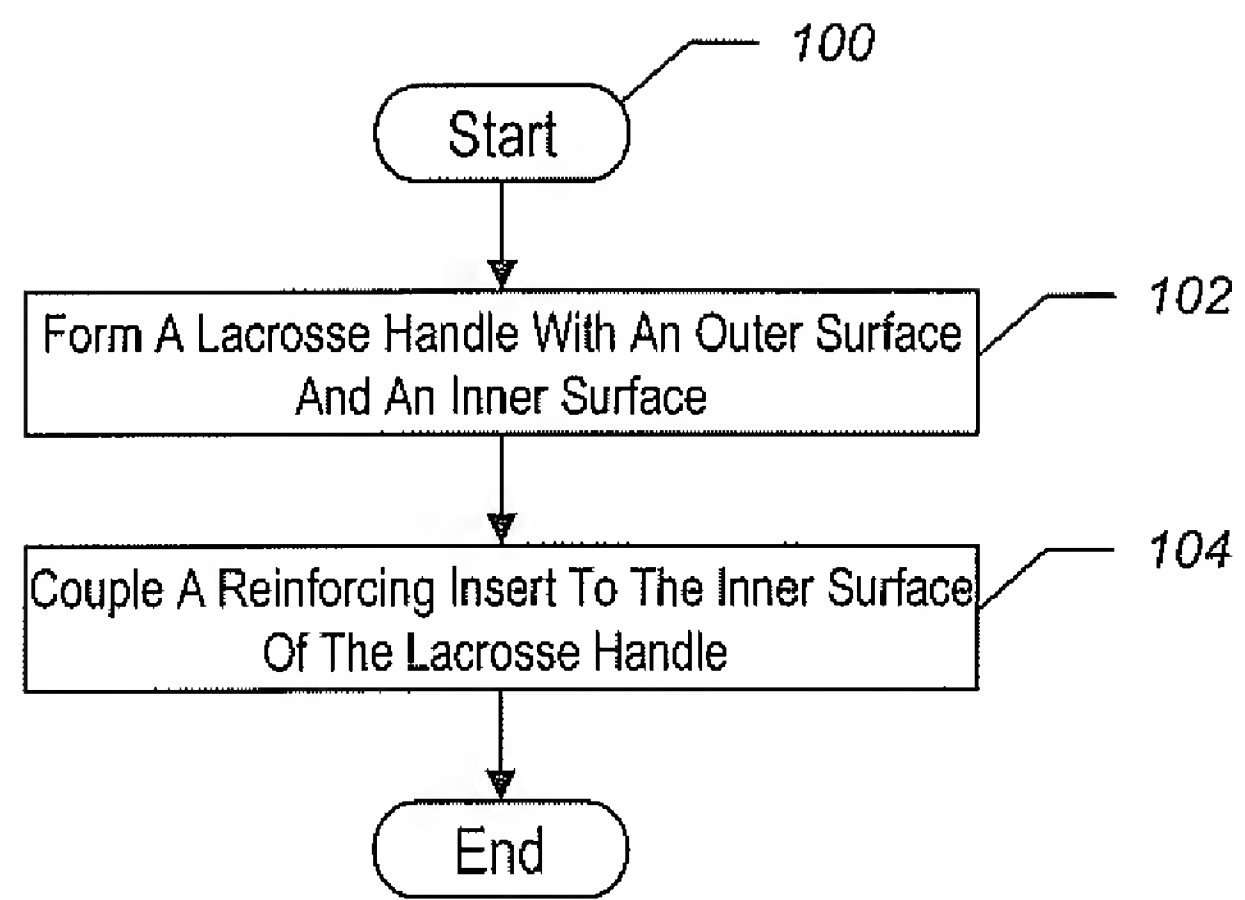 100
Start
102
Form A Lacrosse Handle With An Outer Surface
And An Inner Surface
104
Couple A Reinforcing Insert To The Inner Surface
Of The Lacrosse Handle
End